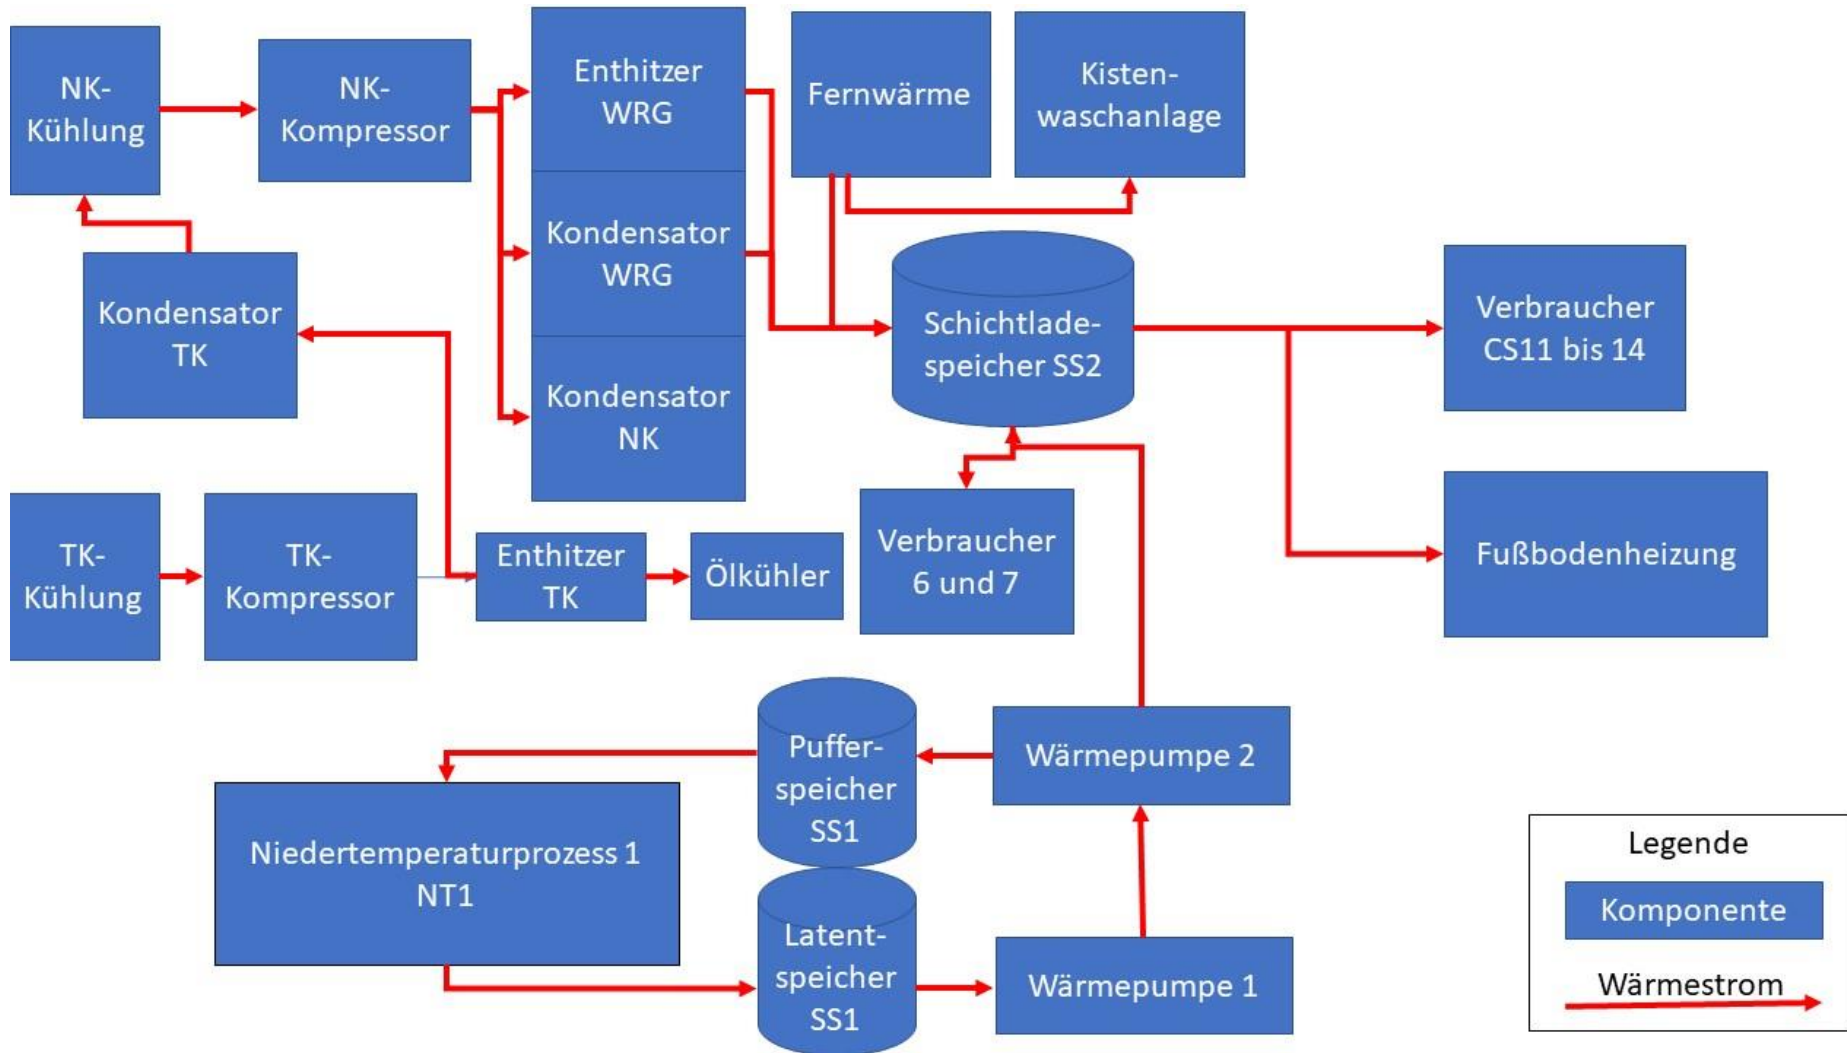 NK-
Kühlung
NK-
Kompressor
Enthitzer
WRG
Fernwärme
Kisten-
waschanlage
Kondensator
WRG
Kondensator
TK
Schichtlade-
speicher SS2
Verbraucher
CS11 bis 14
Kondensator
NK
TK-
Kühlung
TK-
Kompressor
Enthitzer
TK
Ölkühler
Verbraucher
6 und 7
Fußbodenheizung
Puffer-
speicher
SS1
Wärmepumpe 2
Niedertemperaturprozess 1
NT1
Latent-
speicher
SS1
Wärmepumpe 1
Legende
Komponente
Wärmestrom